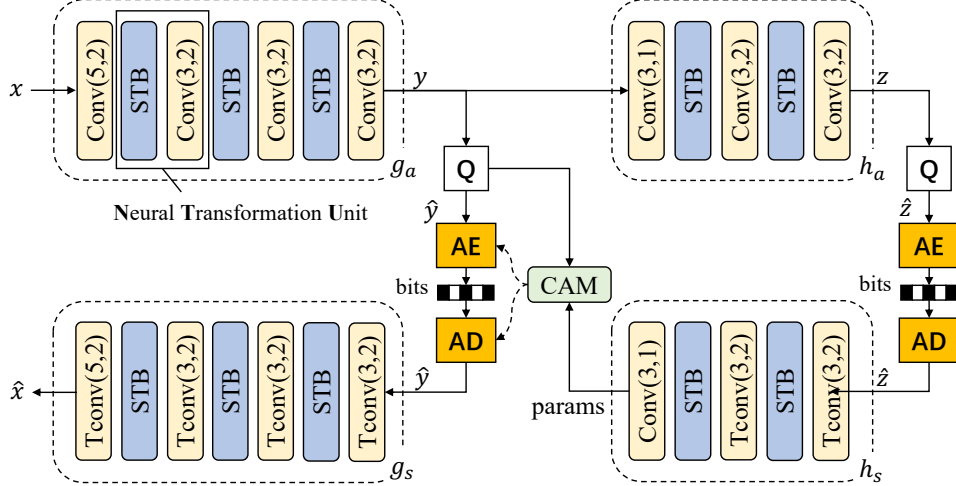 x
Conv(5,2)
STB
Conv(3,2)
STB
Conv(3,2)
STB
Conv(3,2)
g_a
y
Conv(3,1)
STB
Conv(3,2)
STB
Conv(3,2)
h_a
z
Neural Transformation Unit
Q
Q
ŷ
ẑ
AE
AE
bits
CAM
bits
AD
AD
x̂
Tconv(5,2)
STB
Tconv(3,2)
STB
Tconv(3,2)
STB
Tconv(3,2)
g_s
ŷ
params
Conv(3,1)
STB
Tconv(3,2)
STB
Tconv(3,2)
h_s
ẑ